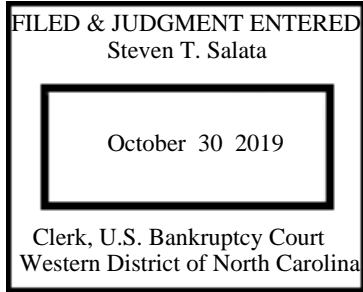 FILED & JUDGMENT ENTERED
Steven T. Salata
October 30 2019
Clerk, U.S. Bankruptcy Court
Western District of North Carolina